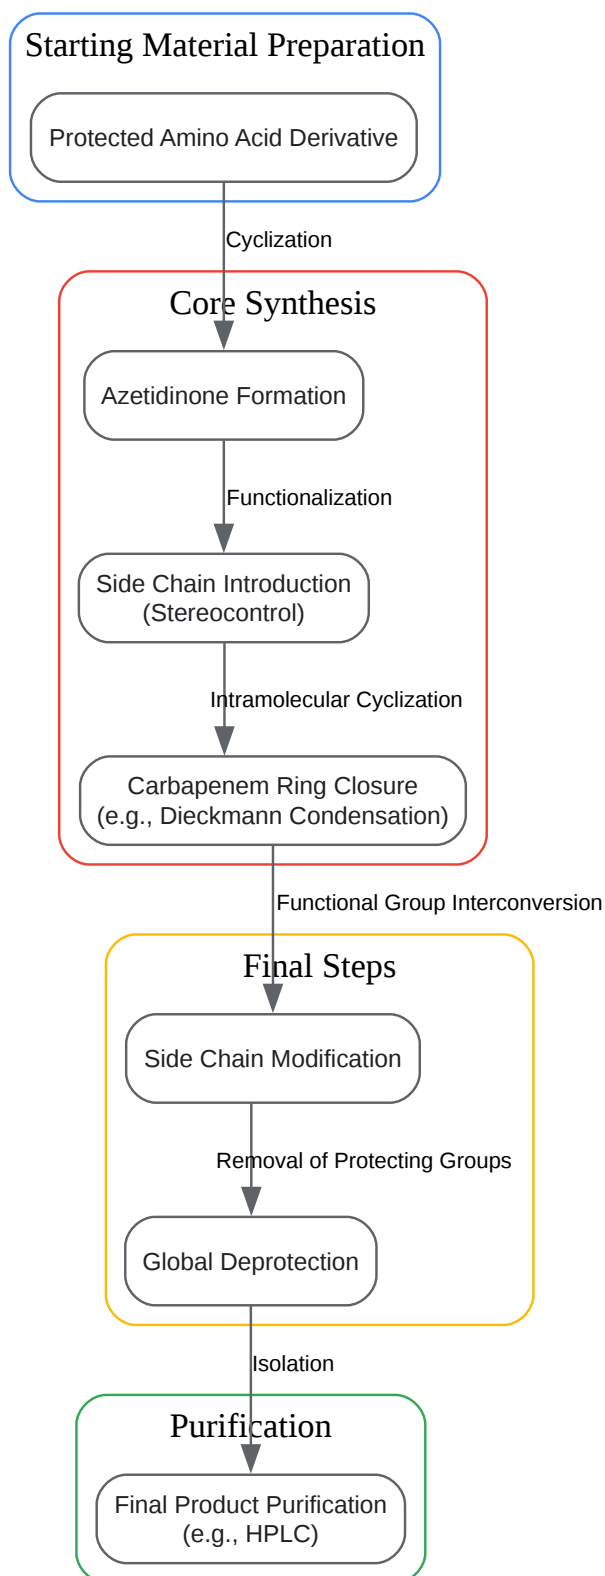 Starting Material Preparation
Protected Amino Acid Derivative
Cyclization
Core Synthesis
Azetidinone Formation
Functionalization
Side Chain Introduction
(Stereocontrol)
Intramolecular Cyclization
Carbapenem Ring Closure
(e.g., Dieckmann Condensation)
Functional Group Interconversion
Final Steps
Side Chain Modification
Removal of Protecting Groups
Global Deprotection
Isolation
Purification
Final Product Purification
(e.g., HPLC)